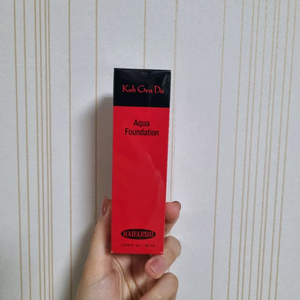 Koh Gen Do
Aqua
Foundation
MAIFANSHI